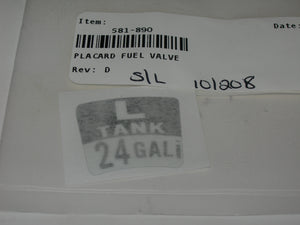 Item:
Date:
581-890
PLACARD FUEL VALVE
Rev: D
S/L 101208
L
TANK
24 GAL